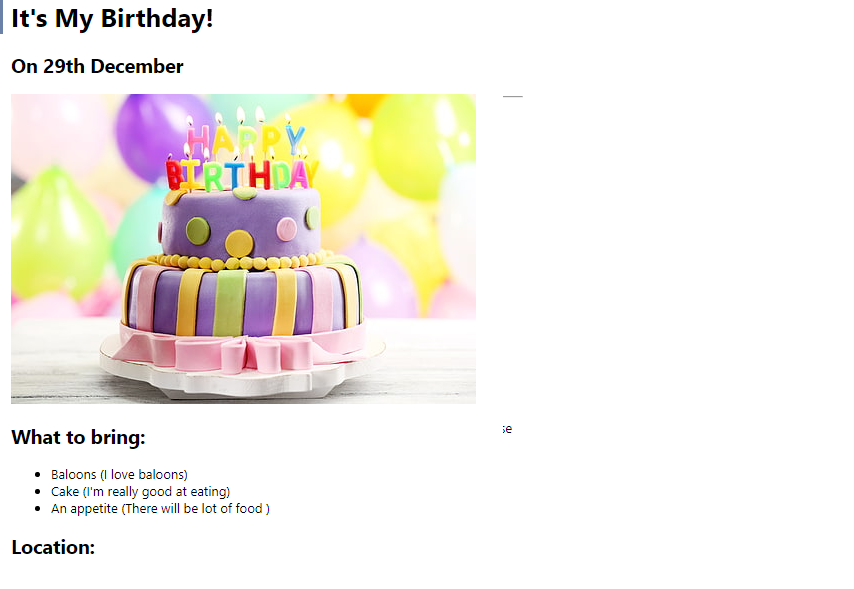 It's My Birthday!
On 29th December
HAPPY
BIRTHDAY
What to bring:
Baloons (I love baloons)
Cake (I'm really good at eating)
An appetite (There will be lot of food )
Location: